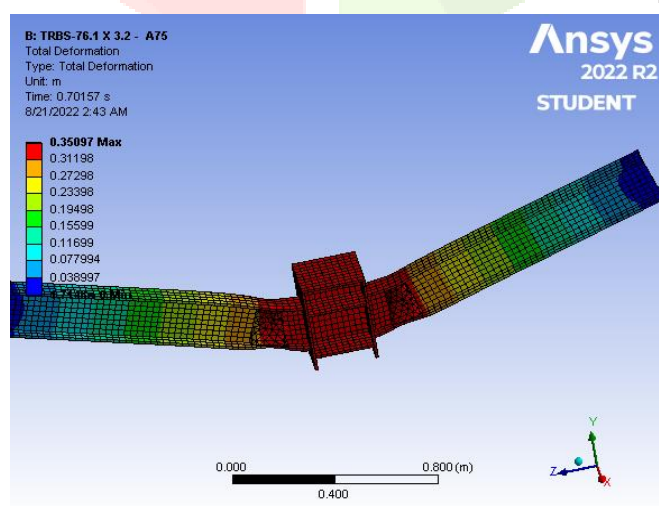 B: TRBS-76.1 X 3.2 - A75
Total Deformation
Type: Total Deformation
Unit: m
Time: 0.70157 s
8/21/2022 2:43 AM
Ansys
2022 R2
STUDENT
0.35097 Max
0.31198
0.27298
0.23398
0.19498
0.15599
0.11699
0.077994
0.038997
Min
0.000
0.800 (m)
0.400
Y
Z
X